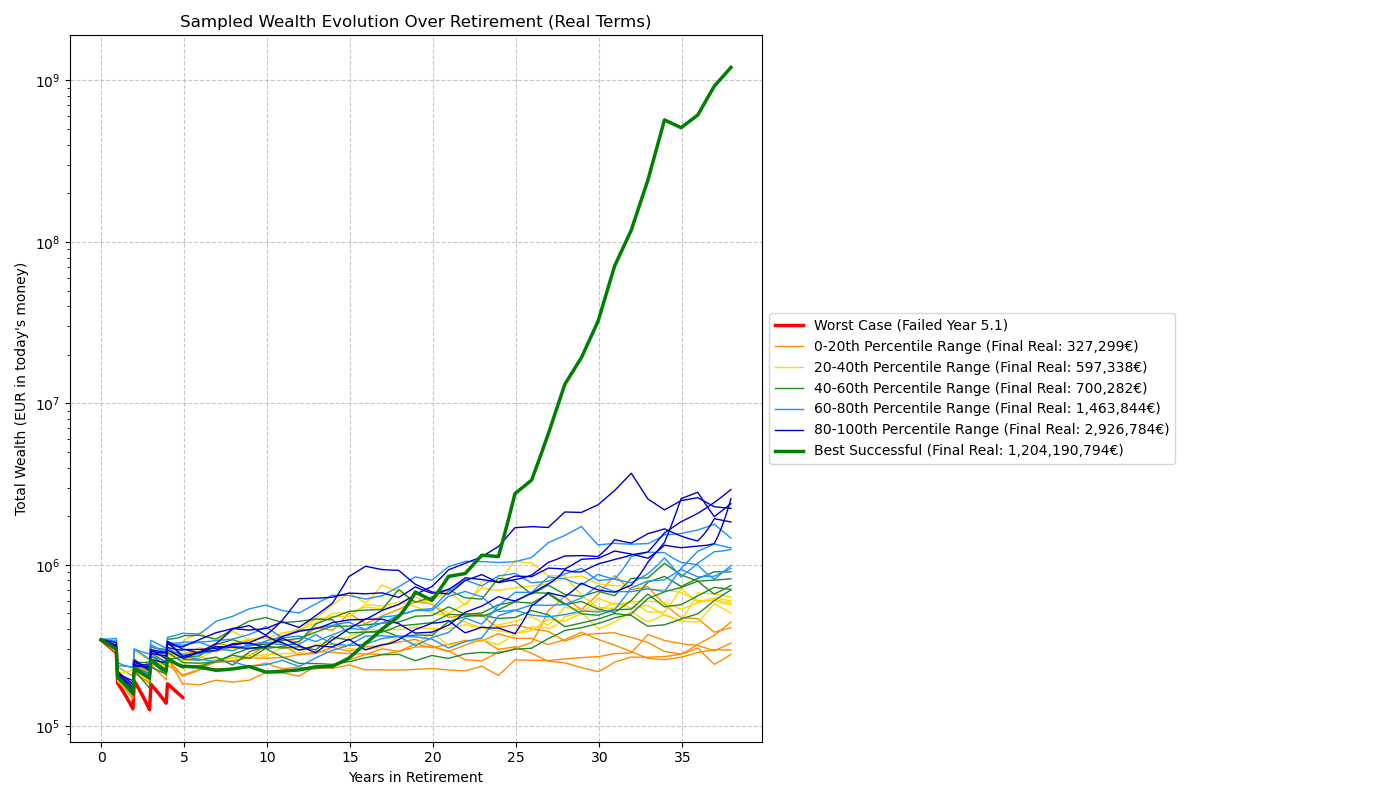 Sampled Wealth Evolution Over Retirement (Real Terms)
Total Wealth (EUR in today's money)
10⁹
10⁸
10⁷
10⁶
10⁵
0 5 10 15 20 25 30 35
Years in Retirement
Worst Case (Failed Year 5.1)
0-20th Percentile Range (Final Real: 327,299€)
20-40th Percentile Range (Final Real: 597,338€)
40-60th Percentile Range (Final Real: 700,282€)
60-80th Percentile Range (Final Real: 1,463,844€)
80-100th Percentile Range (Final Real: 2,926,784€)
Best Successful (Final Real: 1,204,190,794€)